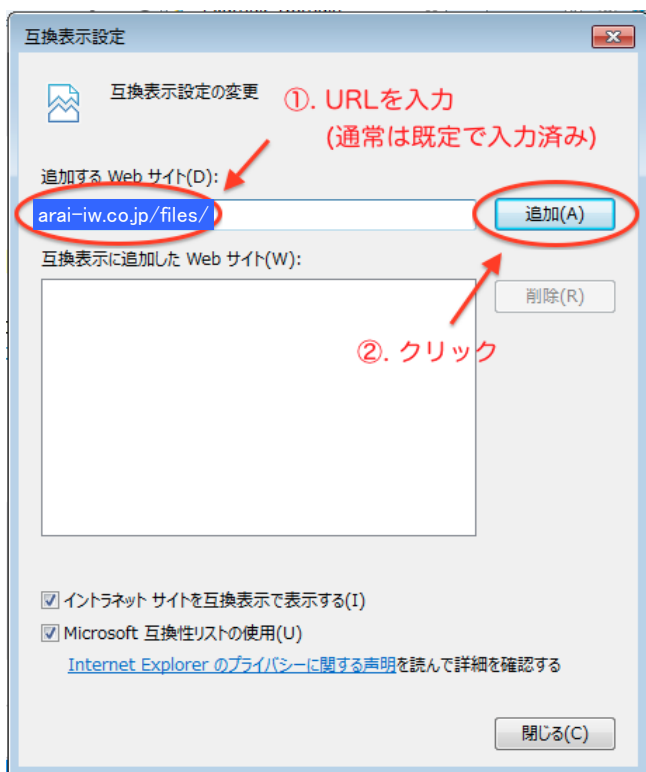 互換表示設定
互換表示設定の変更
①. URLを入力
(通常は既定で入力済み)
追加する Web サイト(D):
arai-iw.co.jp/files/
追加(A)
互換表示に追加した Web サイト(W):
削除(R)
②. クリック
イントラネット サイトを互換表示で表示する(I)
Microsoft 互換性リストの使用(U)
Internet Explorer のプライバシーに関する声明を読んで詳細を確認する
閉じる(C)